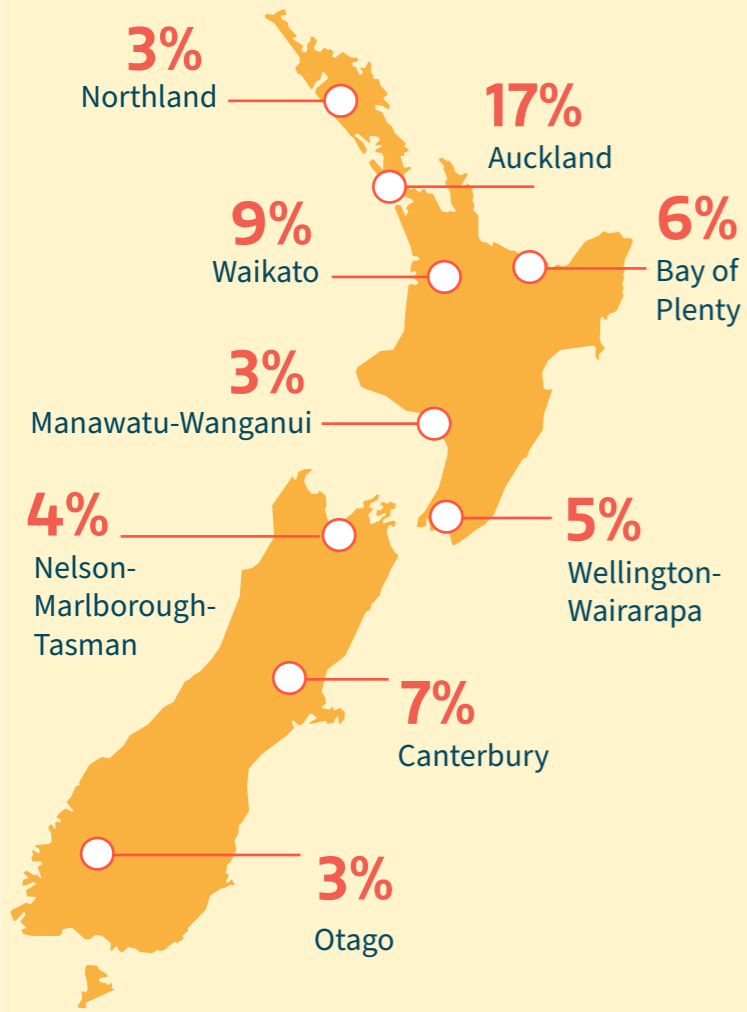 3%
Northland
17%
Auckland
9%
Waikato
6%
Bay of
Plenty
3%
Manawatu-Wanganui
4%
Nelson-
Marlborough-
Tasman
5%
Wellington-
Wairarapa
7%
Canterbury
3%
Otago